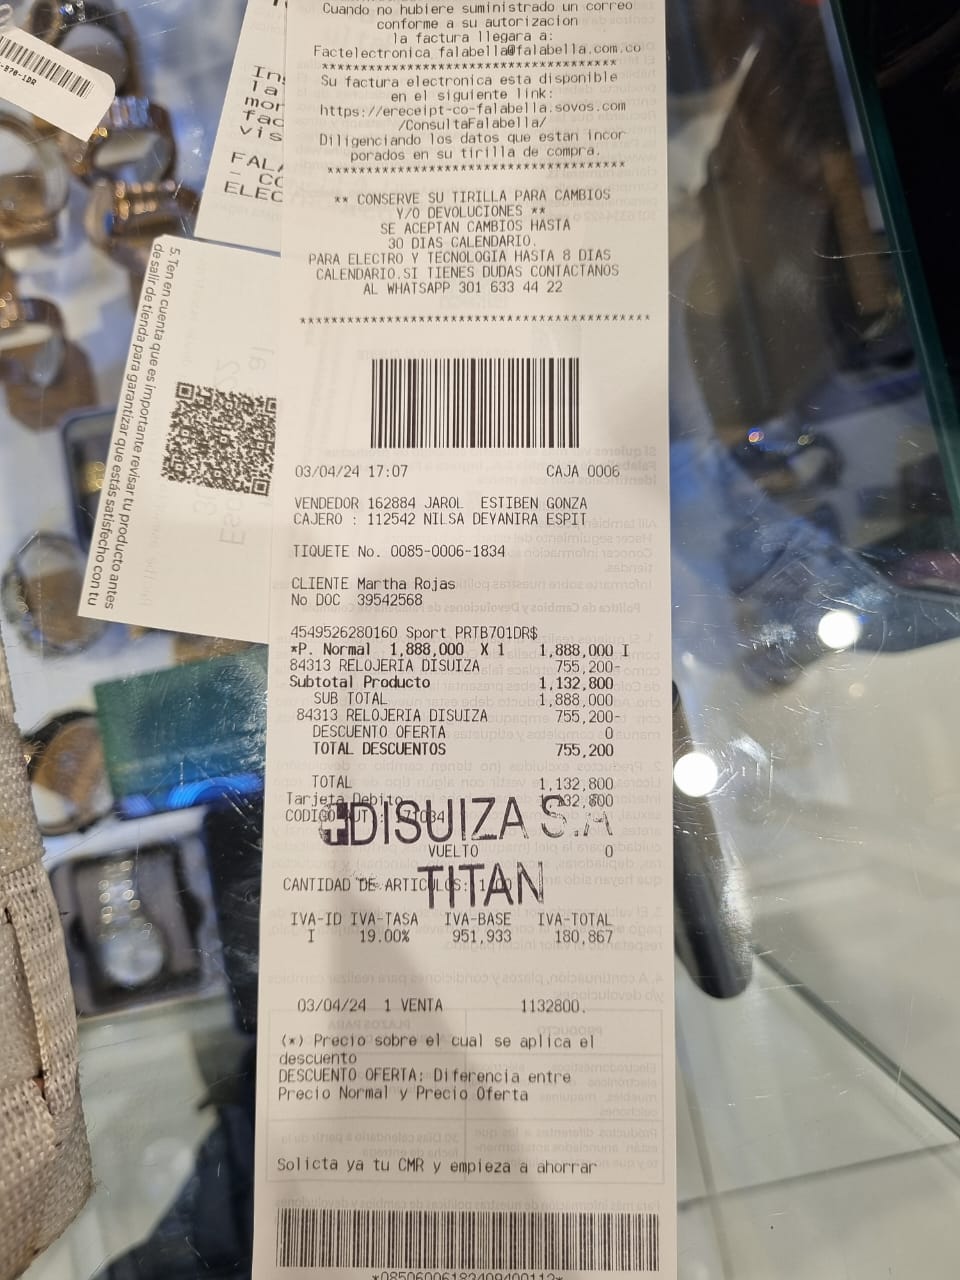 Cuando no hubiere suministrado un correo
conforme a su autorizacion
la factura llegara a:
Factelectronica falabella@falabella.com.co
****************************************
Su factura electronica esta disponible
en el siguiente link:
https://ereceipt-co-falabella.sovos.com
/ConsultaFalabella/
Diligenciando los datos que estan incor
porados en su tirilla de compra.
****************************************
** CONSERVE SU TIRILLA PARA CAMBIOS
Y/O DEVOLUCIONES **
SE ACEPTAN CAMBIOS HASTA
30 DIAS CALENDARIO.
PARA ELECTRO Y TECNOLOGIA HASTA 8 DIAS
CALENDARIO.SI TIENES DUDAS CONTACTANOS
AL WHATSAPP 301 633 44 22
****************************************
03/04/24 17:07 CAJA 0006
VENDEDOR 162884 JAROL ESTIBEN GONZA
CAJERO : 112542 NILSA DEYANIRA ESPIT
TIQUETE No. 0085-0006-1834
CLIENTE Martha Rojas
No DOC 39542568
4549526280160 Sport PRTB701DR$
*P. Normal 1,888,000 X 1 1,888,000 I
84313 RELOJERIA DISUIZA 755,200-
Subtotal Producto 1,132,800
SUB TOTAL 1,888,000
84313 RELOJERIA DISUIZA 755,200-
DESCUENTO OFERTA 0
TOTAL DESCUENTOS 755,200
TOTAL 1,132,800
Tarjeta Debito 1,132,800
CODIGO AUT :
DISUIZA S.A
VUELTO 0
TITAN
CANTIDAD DE ARTICULOS:
IVA-ID IVA-TASA IVA-BASE IVA-TOTAL
I 19.00% 951,933 180,867
03/04/24 1 VENTA 1132800.
(*) Precio sobre el cual se aplica el
descuento
DESCUENTO OFERTA: Diferencia entre
Precio Normal y Precio Oferta
Solicta ya tu CMR y empieza a ahorrar
5. Ten en cuenta que es importante revisar tu producto antes
de salir de tienda para garantizar que estás satisfecho con tu